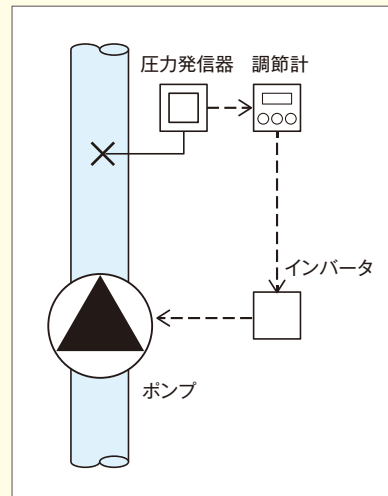 圧力発信器 調節計
インバータ
ポンプ